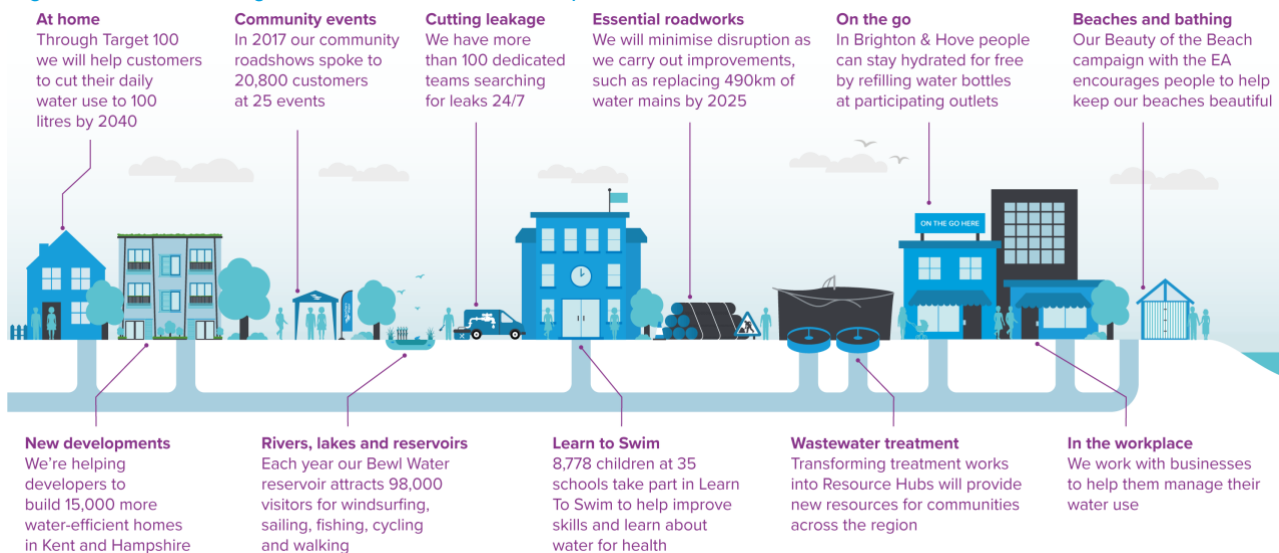 At home
Through Target 100
we will help customers
to cut their daily
water use to 100
litres by 2040
Community events
In 2017 our community
roadshows spoke to
20,800 customers
at 25 events
Cutting leakage
We have more
than 100 dedicated
teams searching
for leaks 24/7
Essential roadworks
We will minimise disruption as
we carry out improvements,
such as replacing 490km of
water mains by 2025
On the go
In Brighton & Hove people
can stay hydrated for free
by refilling water bottles
at participating outlets
Beaches and bathing
Our Beauty of the Beach
campaign with the EA
encourages people to help
keep our beaches beautiful
ON THE GO HERE
New developments
We're helping
developers to
build 15,000 more
water-efficient homes
in Kent and Hampshire
Rivers, lakes and reservoirs
Each year our Bewl Water
reservoir attracts 98,000
visitors for windsurfing,
sailing, fishing, cycling
and walking
Learn to Swim
8,778 children at 35
schools take part in Learn
To Swim to help improve
skills and learn about
water for health
Wastewater treatment
Transforming treatment works
into Resource Hubs will provide
new resources for communities
across the region
In the workplace
We work with businesses
to help them manage their
water use